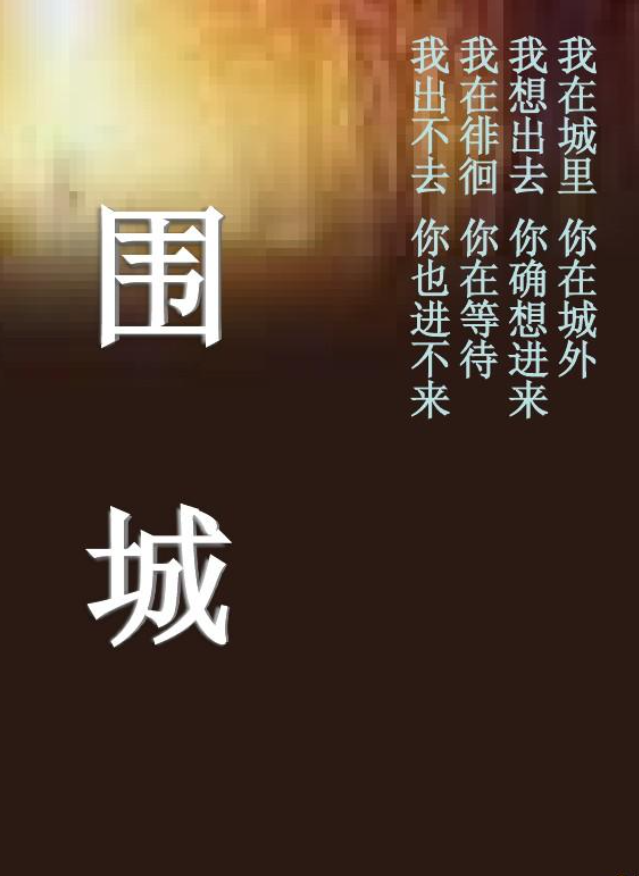 我在城里 你在城外
我想出去 你确想进来
我在徘徊 你在等待
我出不去 你也进不来
围城